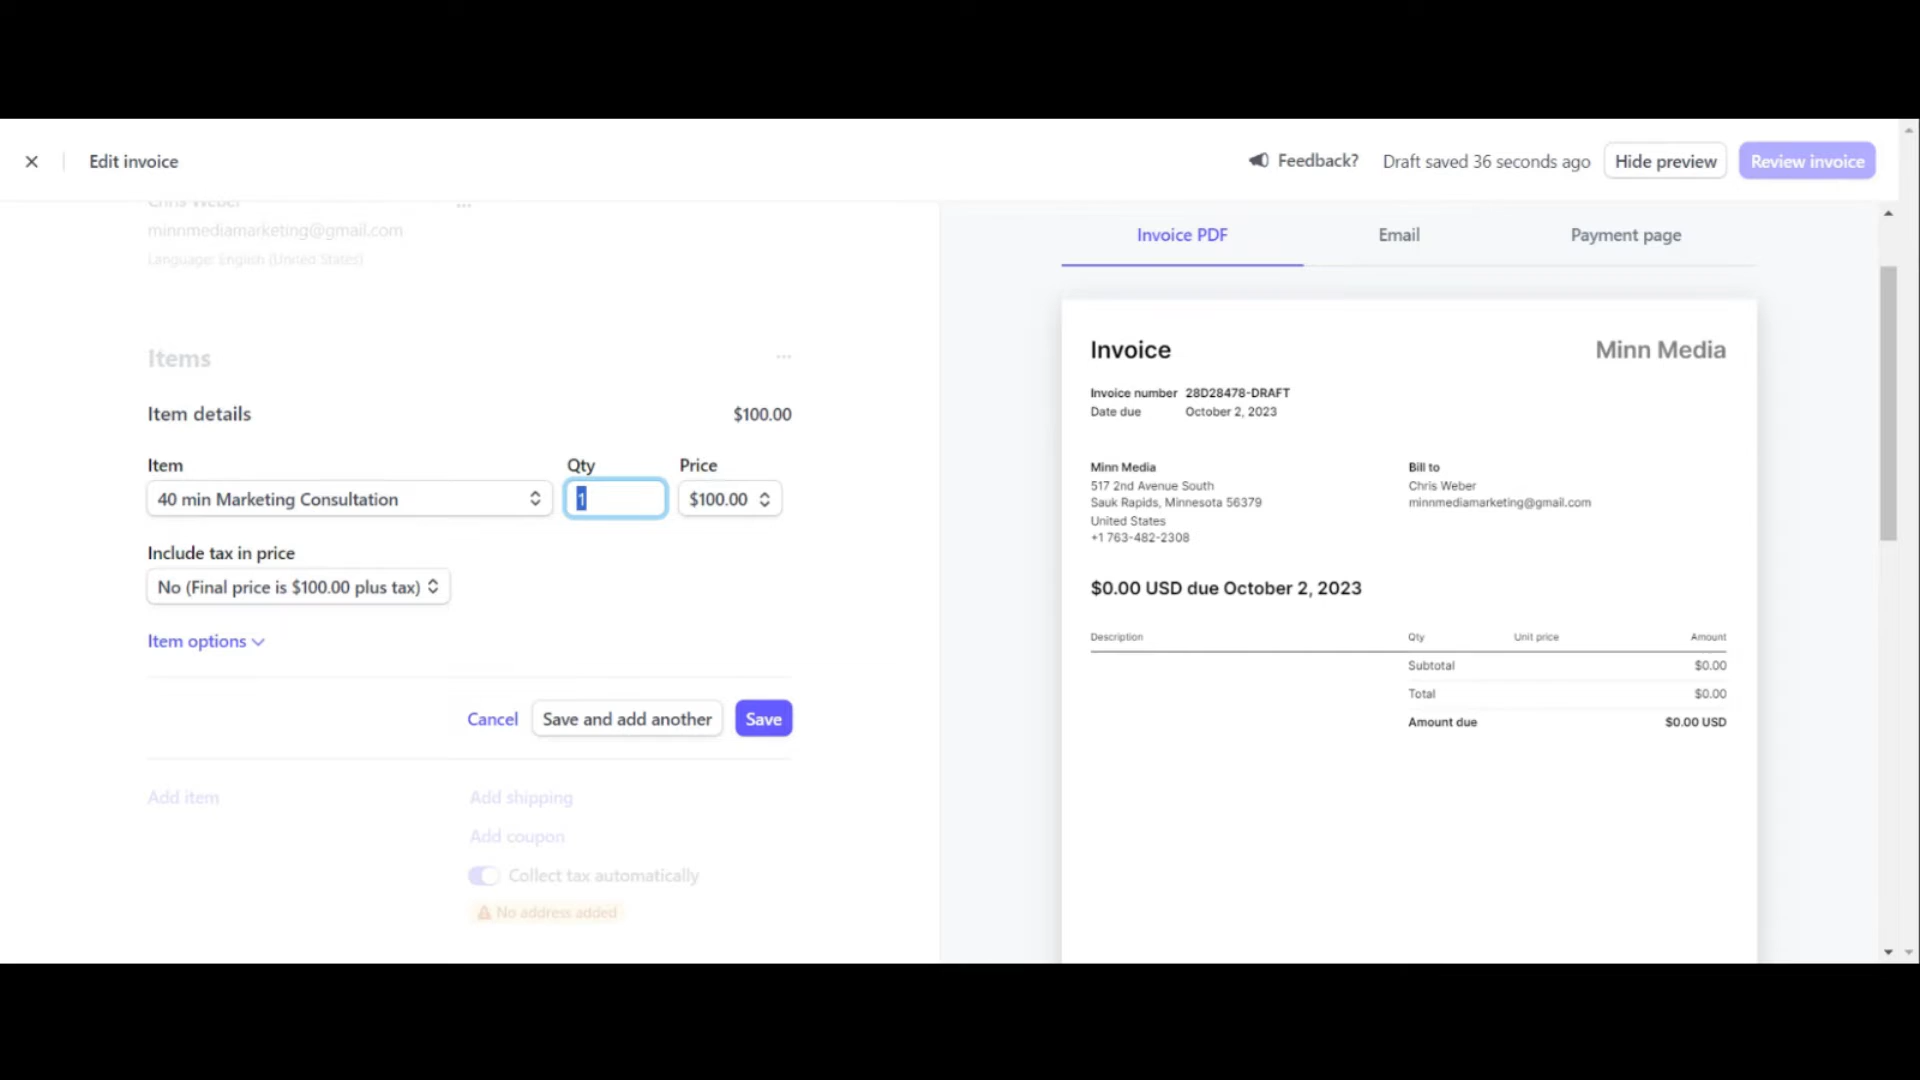 Edit invoice
Feedback?
Draft saved 36 seconds ago
Hide preview
Review invoice
Chris Weber
...
minnmediamarketing@gmail.com
Language: English (United States)
Items
...
Item details
$100.00
Item
Qty
Price
40 min Marketing Consultation
1
$100.00
Include tax in price
No (Final price is $100.00 plus tax)
Item options
Cancel
Save and add another
Save
Add item
Add shipping
Add coupon
Collect tax automatically
No address added
Invoice PDF
Email
Payment page
Invoice
Minn Media
Invoice number 28D28478-DRAFT
Date due October 2, 2023
Minn Media
517 2nd Avenue South
Sauk Rapids, Minnesota 56379
United States
+1 763-482-2308
Bill to
Chris Weber
minnmediamarketing@gmail.com
$0.00 USD due October 2, 2023
Description Qty Unit price Amount
Subtotal $0.00
Total $0.00
Amount due $0.00 USD